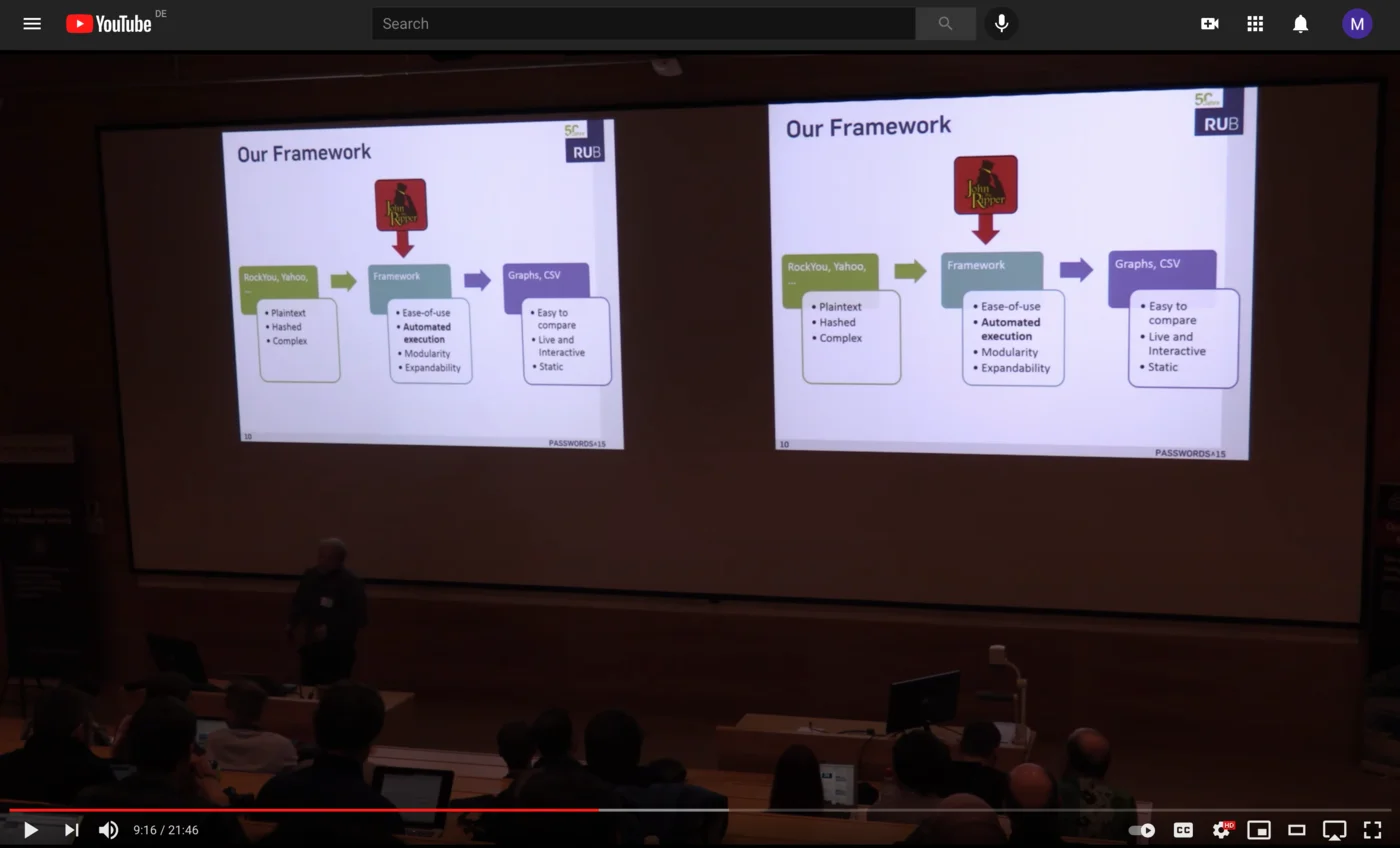 YouTube DE
Search
M
Our Framework
50
RUB
John
the
Ripper
RockYou, Yahoo,
...
• Plaintext
• Hashed
• Complex
Framework
• Ease-of-use
• Automated
execution
• Modularity
• Expandability
Graphs, CSV
• Easy to
compare
• Live and
Interactive
• Static
10
PASSWORDS^15
Our Framework
50
RUB
John
the
Ripper
RockYou, Yahoo,
...
• Plaintext
• Hashed
• Complex
Framework
• Ease-of-use
• Automated
execution
• Modularity
• Expandability
Graphs, CSV
• Easy to
compare
• Live and
Interactive
• Static
10
PASSWORDS^15
9:16 / 21:46
CC
HD